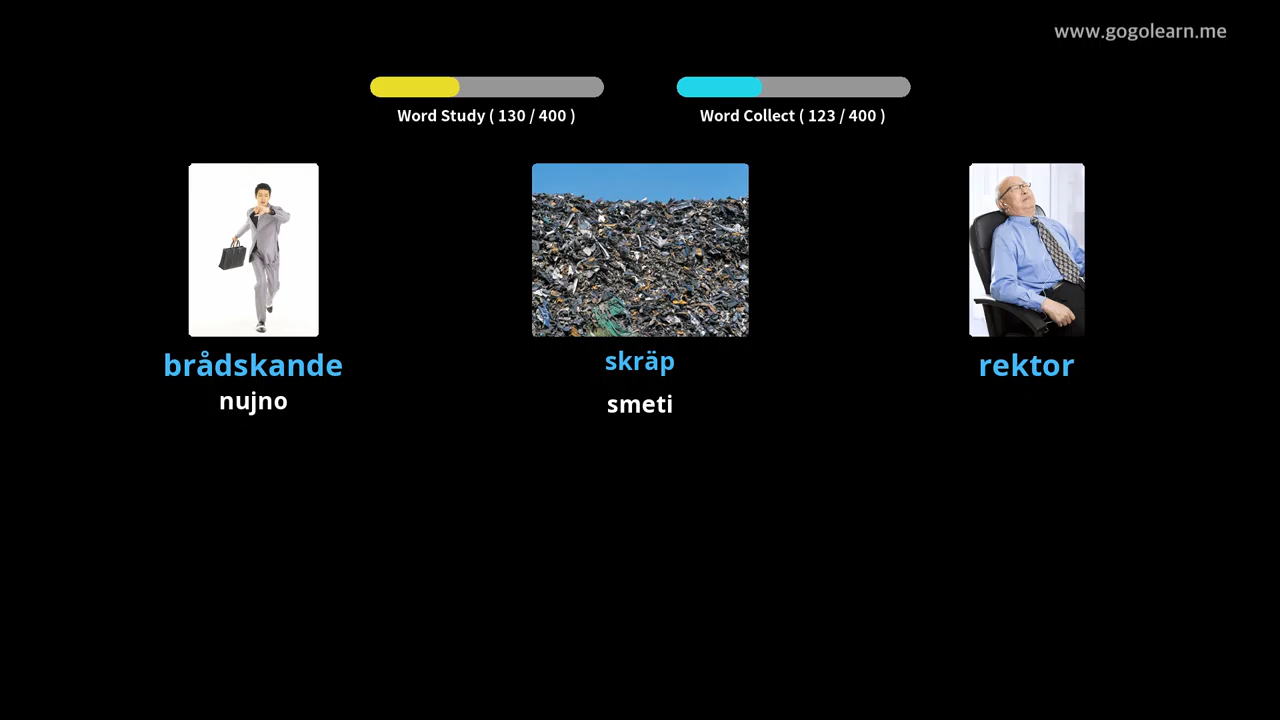 www.gogolearn.me
Word Study ( 130 / 400 )
Word Collect ( 123 / 400 )
brådskande
skräp
rektor
nujno
smeti